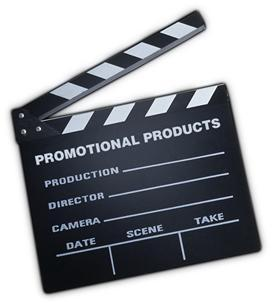 PROMOTIONAL PRODUCTS
PRODUCTION
DIRECTOR
CAMERA
DATE SCENE TAKE